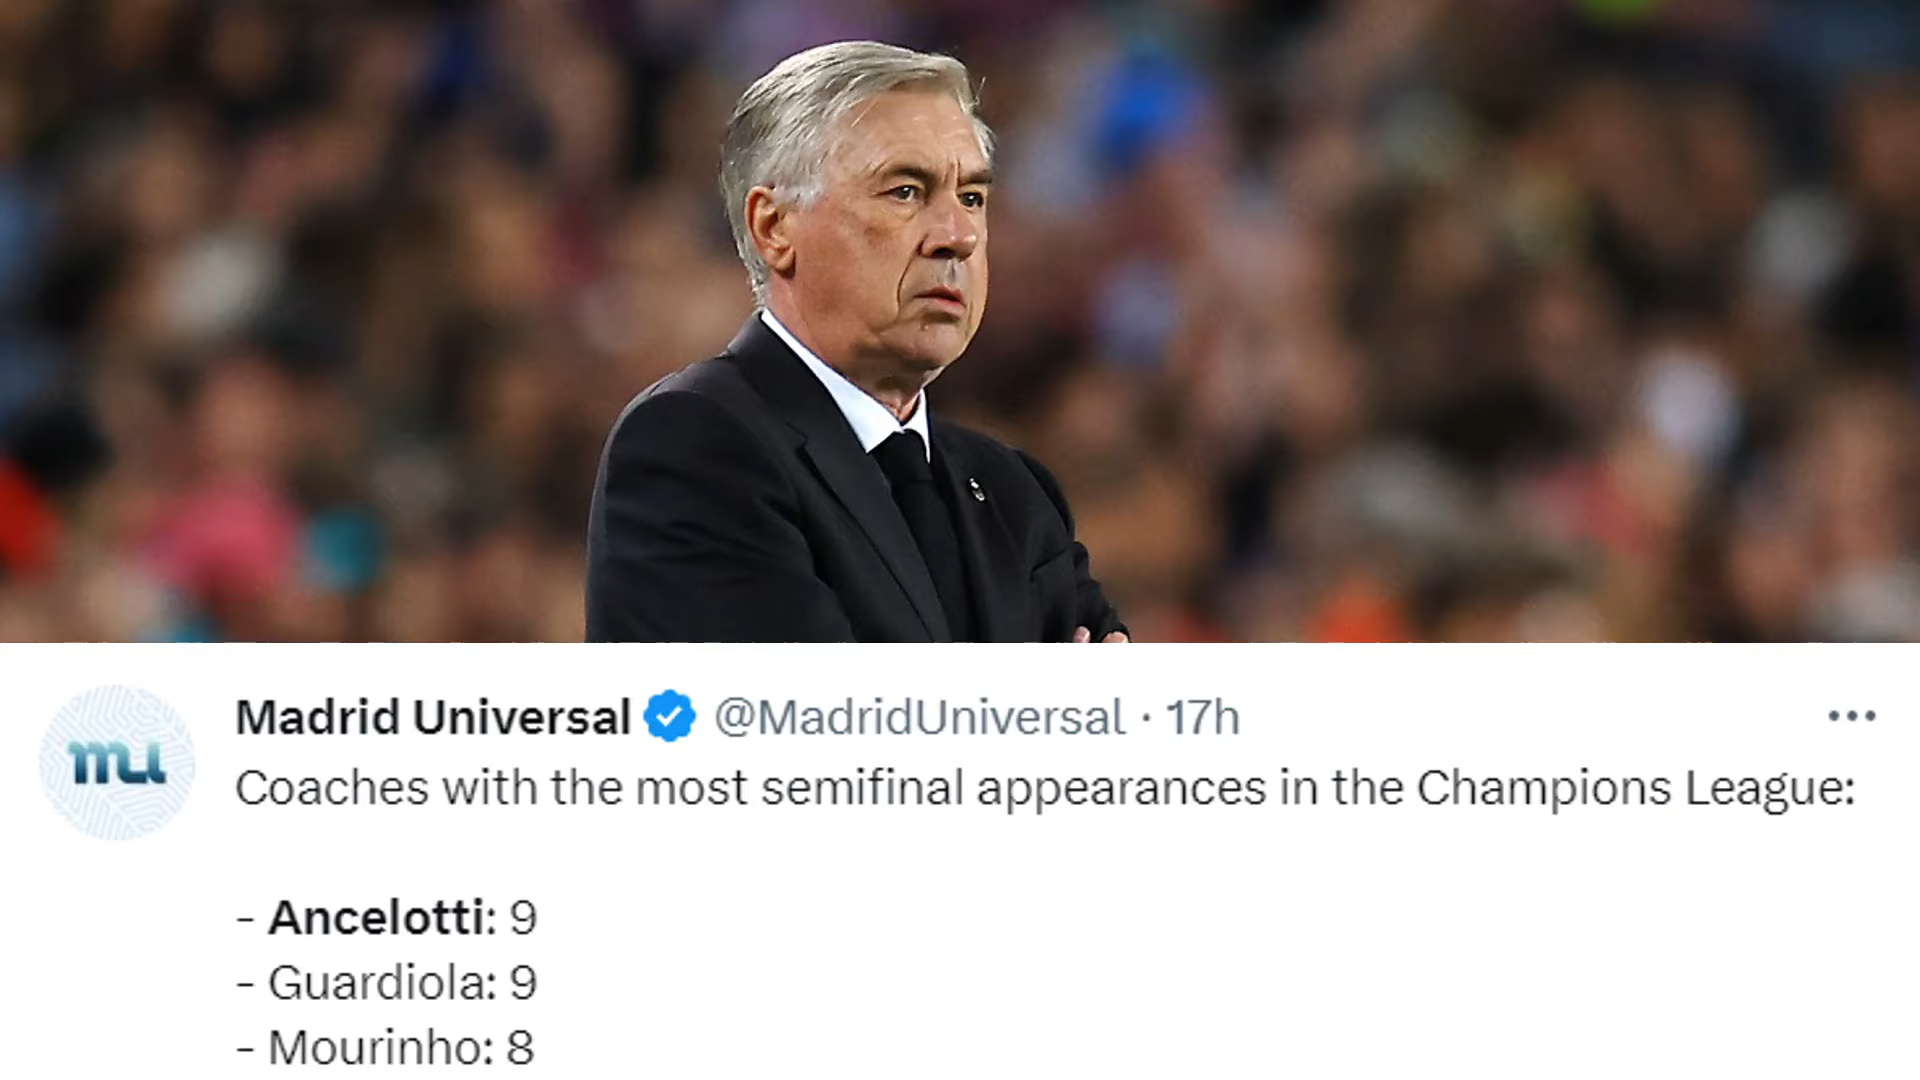 Madrid Universal @MadridUniversal · 17h
mu
Coaches with the most semifinal appearances in the Champions League:
- Ancelotti: 9
- Guardiola: 9
- Mourinho: 8